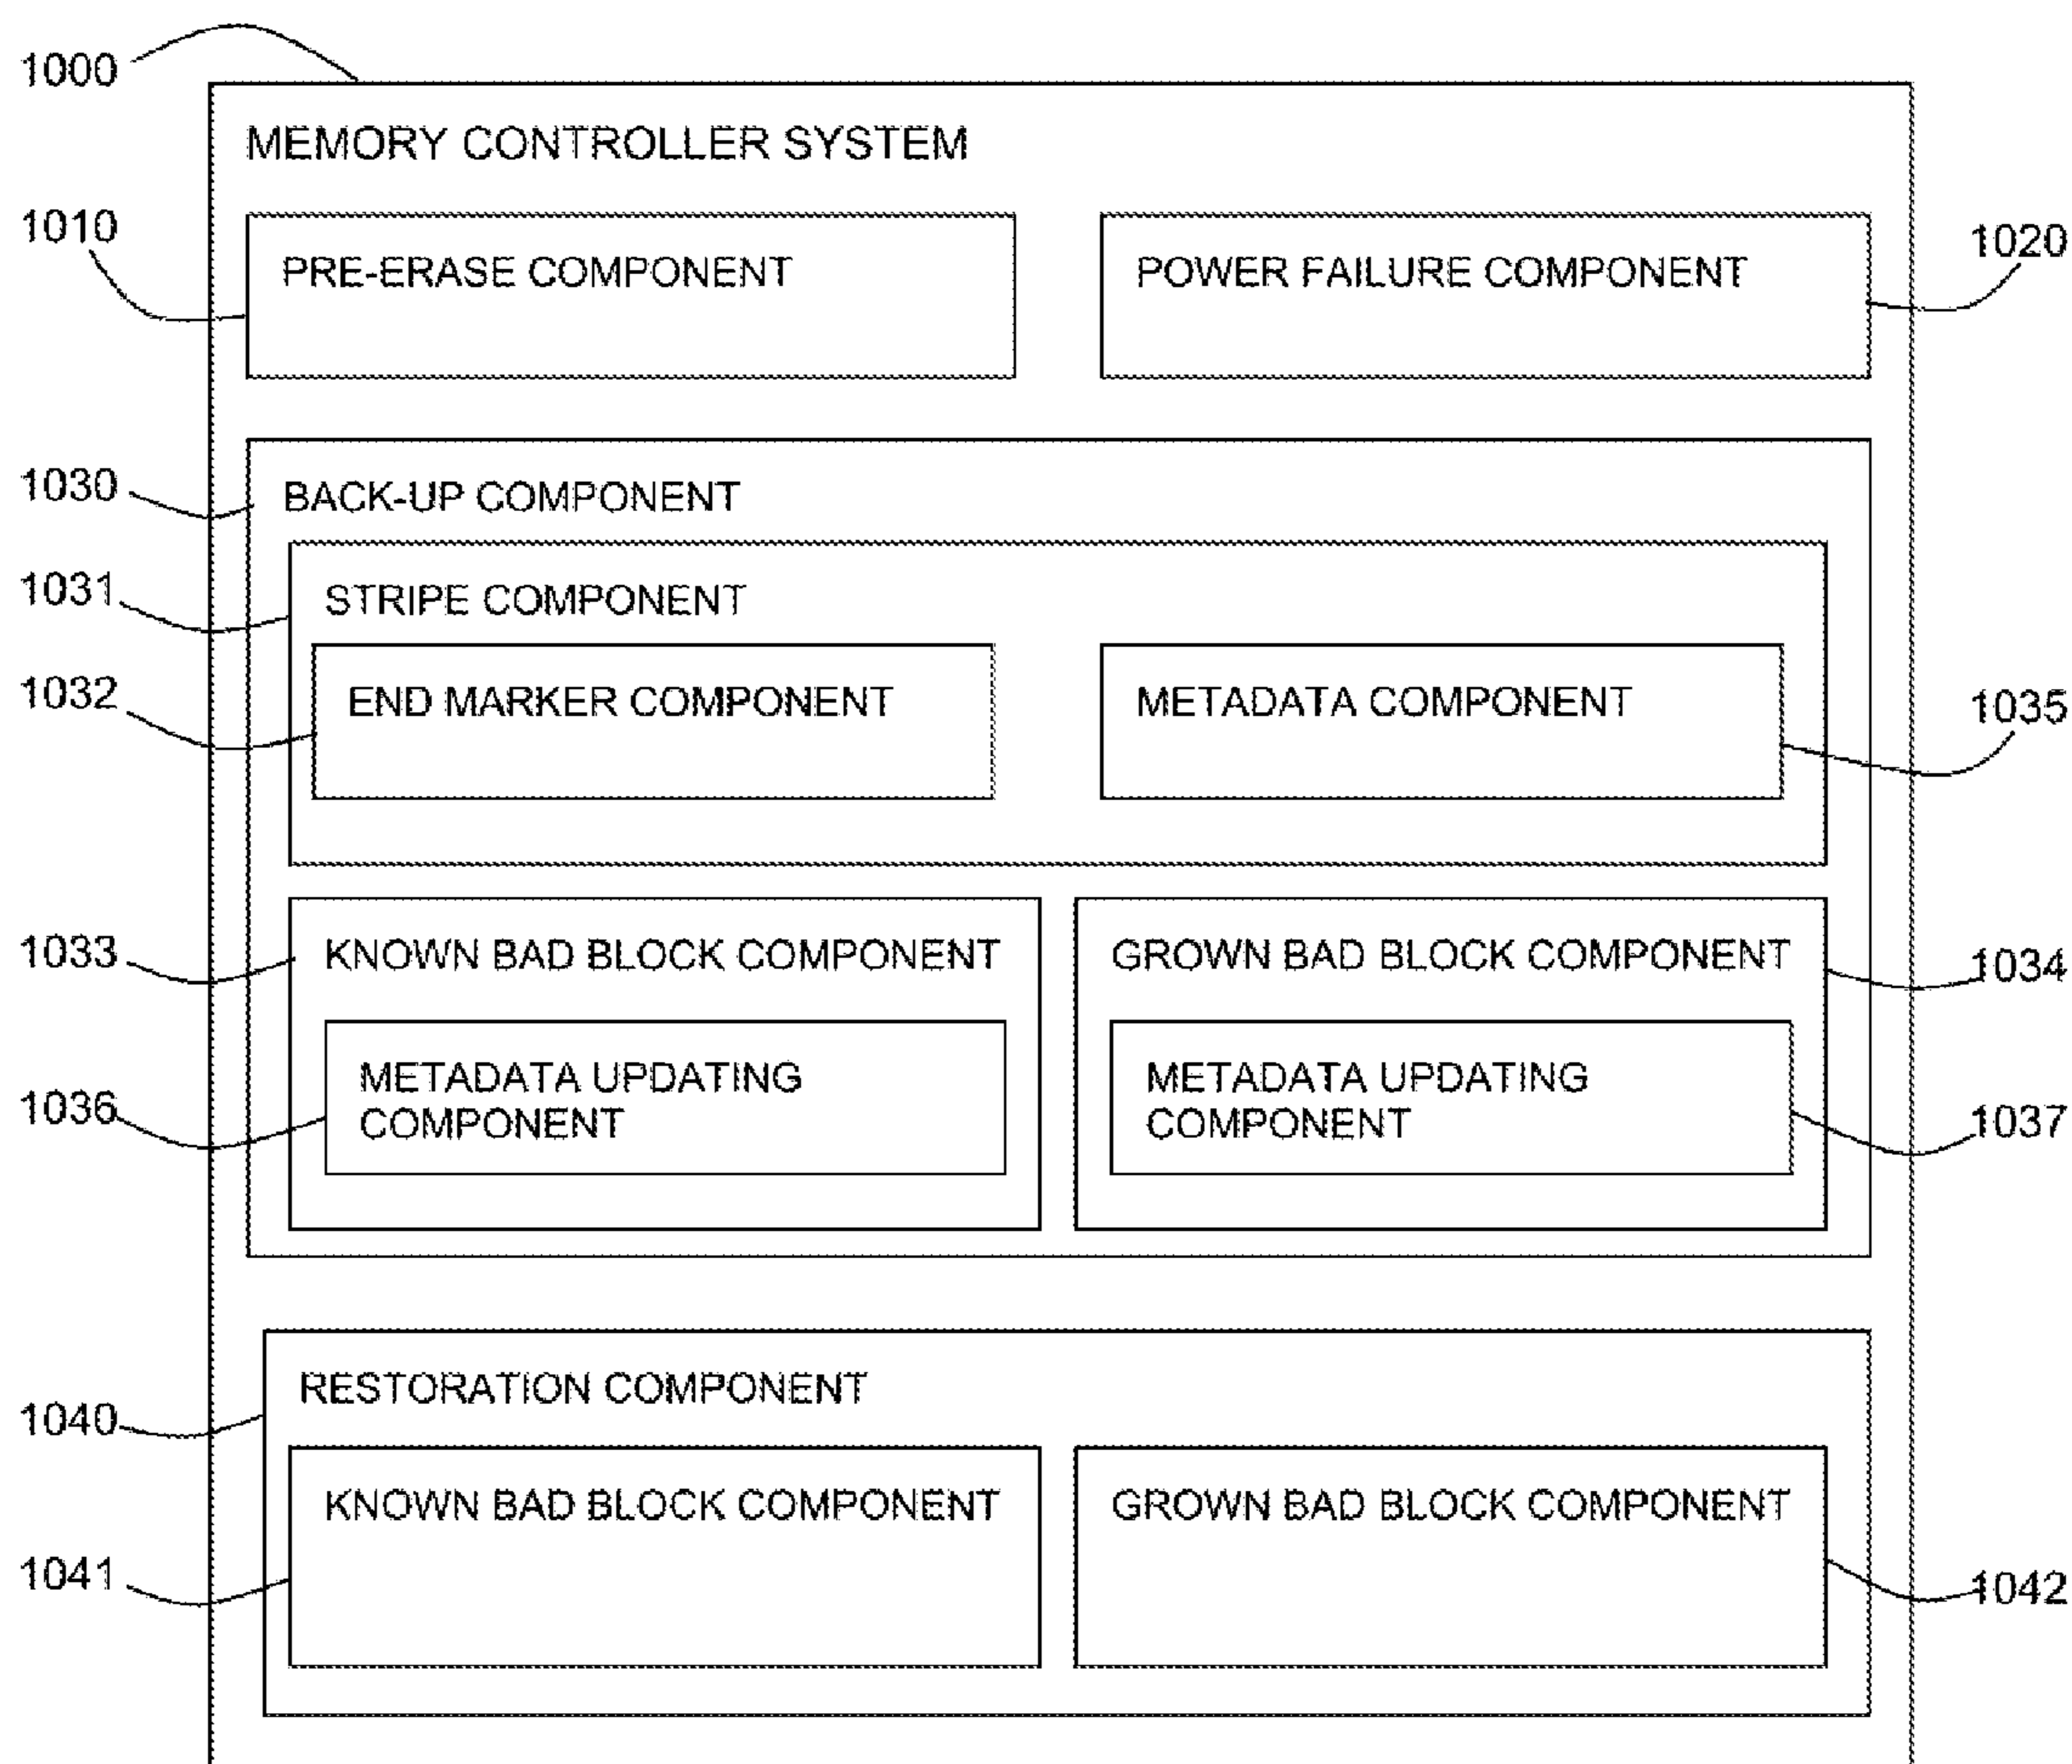 1000
MEMORY CONTROLLER SYSTEM
1010
PRE-ERASE COMPONENT
POWER FAILURE COMPONENT
1020
1030
BACK-UP COMPONENT
1031
STRIPE COMPONENT
1032
END MARKER COMPONENT
METADATA COMPONENT
1035
1033
KNOWN BAD BLOCK COMPONENT
GROWN BAD BLOCK COMPONENT
1034
1036
METADATA UPDATING
COMPONENT
METADATA UPDATING
COMPONENT
1037
RESTORATION COMPONENT
1040
KNOWN BAD BLOCK COMPONENT
GROWN BAD BLOCK COMPONENT
1041
1042